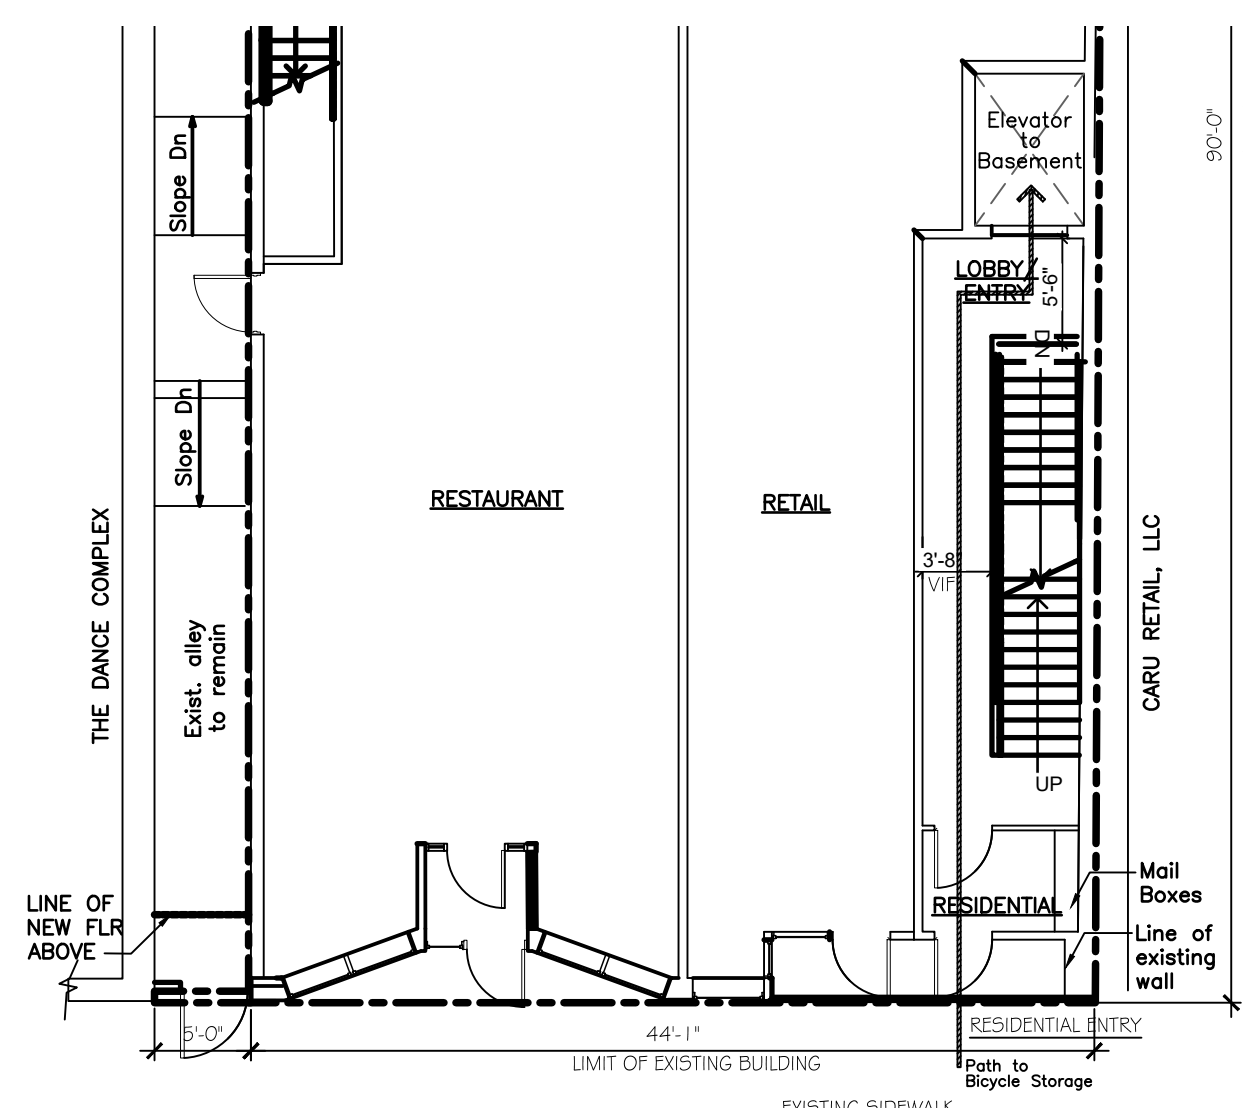 Elevator
to
Basement
90'-0"
Slope Dn
LOBBY
ENTRY
5'-6"
DN
Slope Dn
RESTAURANT
RETAIL
THE DANCE COMPLEX
CARU RETAIL, LLC
3'-8
VIF
Exist. alley
to remain
UP
Mail
Boxes
LINE OF
NEW FLR
ABOVE
RESIDENTIAL
Line of
existing
wall
5'-0"
44'-1"
RESIDENTIAL ENTRY
LIMIT OF EXISTING BUILDING
Path to
Bicycle Storage
EXISTING SIDEWALK